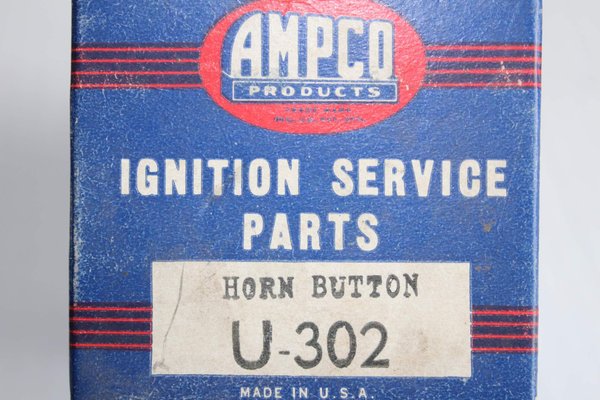 AMPCO
PRODUCTS
IGNITION SERVICE
PARTS
HORN BUTTON
U-302
MADE IN U.S.A.